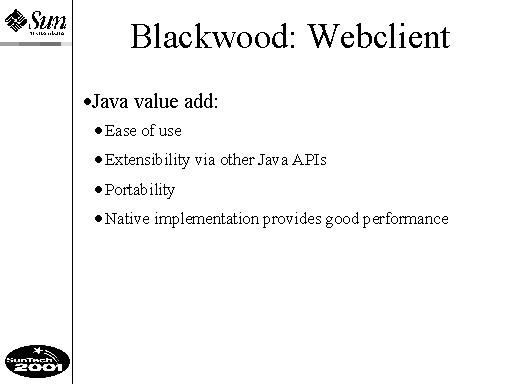 Sun
microsystems
Blackwood: Webclient
•Java value add:
•Ease of use
•Extensibility via other Java APIs
•Portability
•Native implementation provides good performance
SunTech
2001